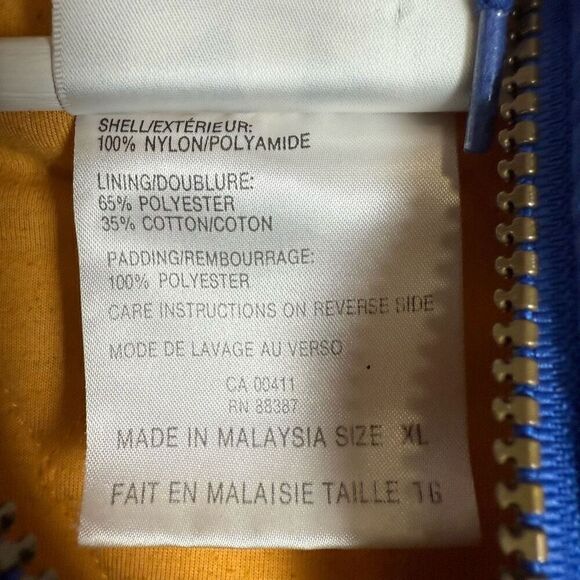 SHELL/EXTÉRIEUR:
100% NYLON/POLYAMIDE
LINING/DOUBLURE:
65% POLYESTER
35% COTTON/COTON
PADDING/REMBOURRAGE:
100% POLYESTER
CARE INSTRUCTIONS ON REVERSE SIDE
MODE DE LAVAGE AU VERSO
CA 00411
RN 88387
MADE IN MALAYSIA SIZE XL
FAIT EN MALAISIE TAILLE TG